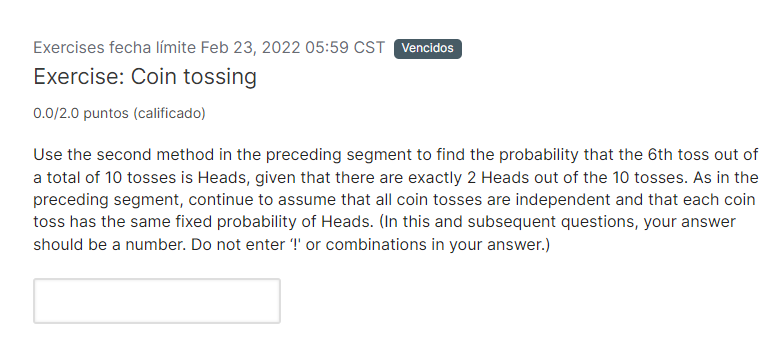 Exercises fecha límite Feb 23, 2022 05:59 CST Vencidos
Exercise: Coin tossing
0.0/2.0 puntos (calificado)
Use the second method in the preceding segment to find the probability that the 6th toss out of
a total of 10 tosses is Heads, given that there are exactly 2 Heads out of the 10 tosses. As in the
preceding segment, continue to assume that all coin tosses are independent and that each coin
toss has the same fixed probability of Heads. (In this and subsequent questions, your answer
should be a number. Do not enter ‘!’ or combinations in your answer.)